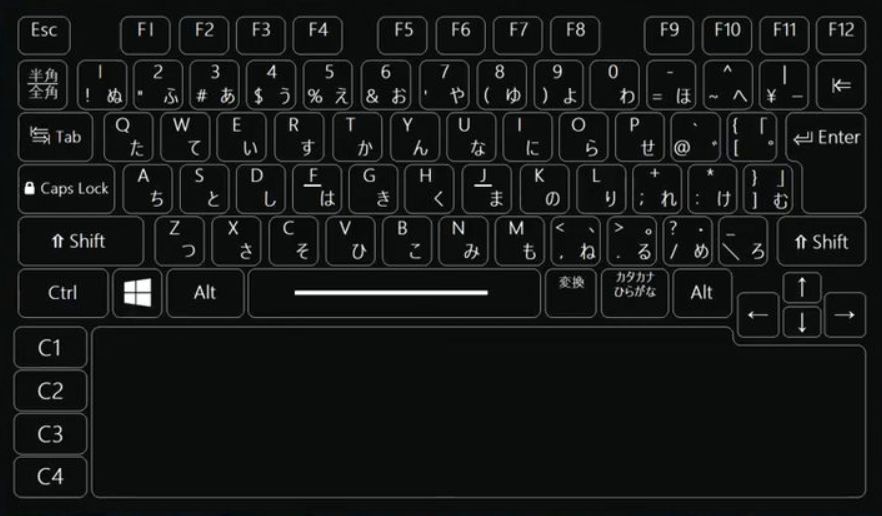 Esc F1 F2 F3 F4 F5 F6 F7 F8 F9 F10 F11 F12
半角 | 2 3 4 5 6 7 8 9 0 - ^ |
全角 ! ぬ " ふ # あ $ う % え & お ' や ( ゆ ) よ わ = ほ ~ へ ¥ ー
Tab Q W E R T Y U I O P ` { 「 Enter
た て い す か ん な に ら せ @ ゛ [ ゜
Caps Lock A S D F G H J K L + * } 」
ち と し は き く ま の り ; れ : け ] む
Shift Z X C V B N M < 、 > 。 ? ・ _ Shift
つ さ そ ひ こ み も , ね . る / め \ ろ
Ctrl Alt 変換 カタカナ Alt ↑
ひらがな
← ↓ →
C1
C2
C3
C4